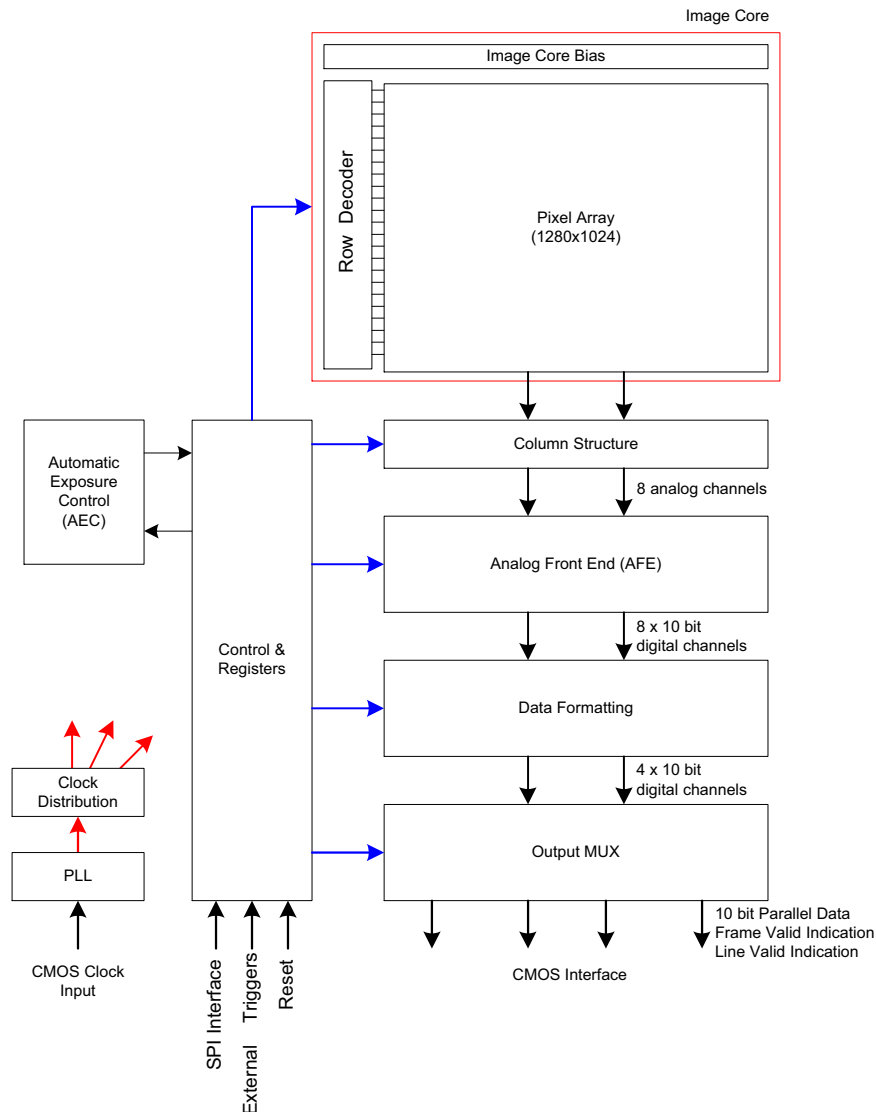 Image Core
Image Core Bias
Row Decoder
Pixel Array
(1280x1024)
Automatic
Exposure
Control
(AEC)
Column Structure
8 analog channels
Analog Front End (AFE)
8 x 10 bit
digital channels
Control &
Registers
Data Formatting
4 x 10 bit
digital channels
Clock
Distribution
Output MUX
PLL
10 bit Parallel Data
Frame Valid Indication
Line Valid Indication
CMOS Interface
CMOS Clock
Input
SPI Interface
External Triggers
Reset